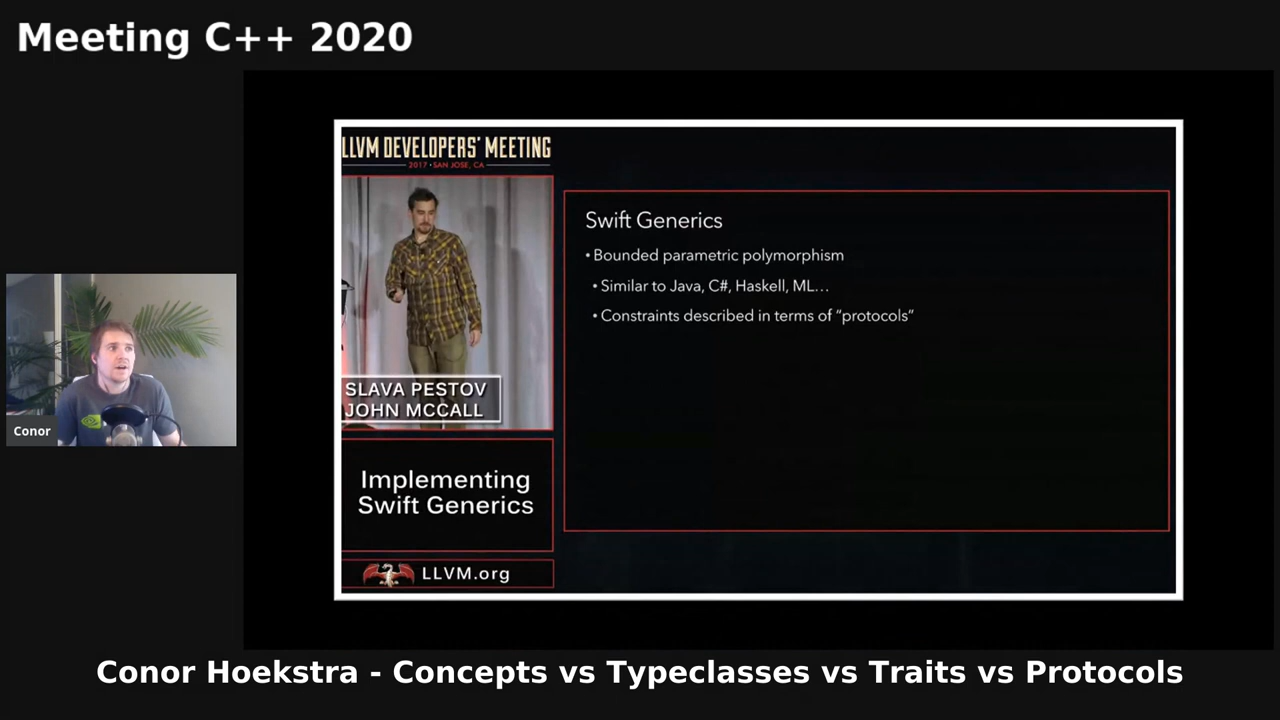 Meeting C++ 2020
LLVM DEVELOPERS' MEETING
2017 • SAN JOSE, CA
SLAVA PESTOV
JOHN MCCALL
Implementing
Swift Generics
LLVM.org
Swift Generics
• Bounded parametric polymorphism
• Similar to Java, C#, Haskell, ML…
• Constraints described in terms of “protocols”
Conor
Conor Hoekstra - Concepts vs Typeclasses vs Traits vs Protocols